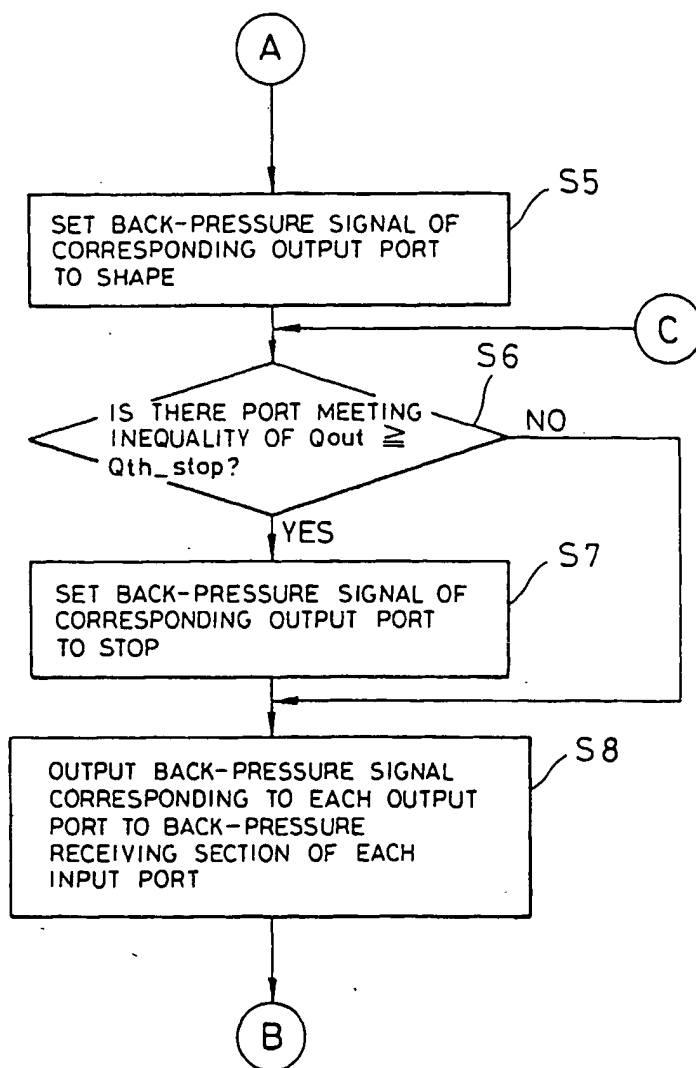 A
S5
SET BACK-PRESSURE SIGNAL OF
CORRESPONDING OUTPUT PORT
TO SHAPE
C
S6
IS THERE PORT MEETING
INEQUALITY OF Qout ≧
Qth_stop?
NO
YES
S7
SET BACK-PRESSURE SIGNAL OF
CORRESPONDING OUTPUT PORT
TO STOP
S8
OUTPUT BACK-PRESSURE SIGNAL
CORRESPONDING TO EACH OUTPUT
PORT TO BACK-PRESSURE
RECEIVING SECTION OF EACH
INPUT PORT
B